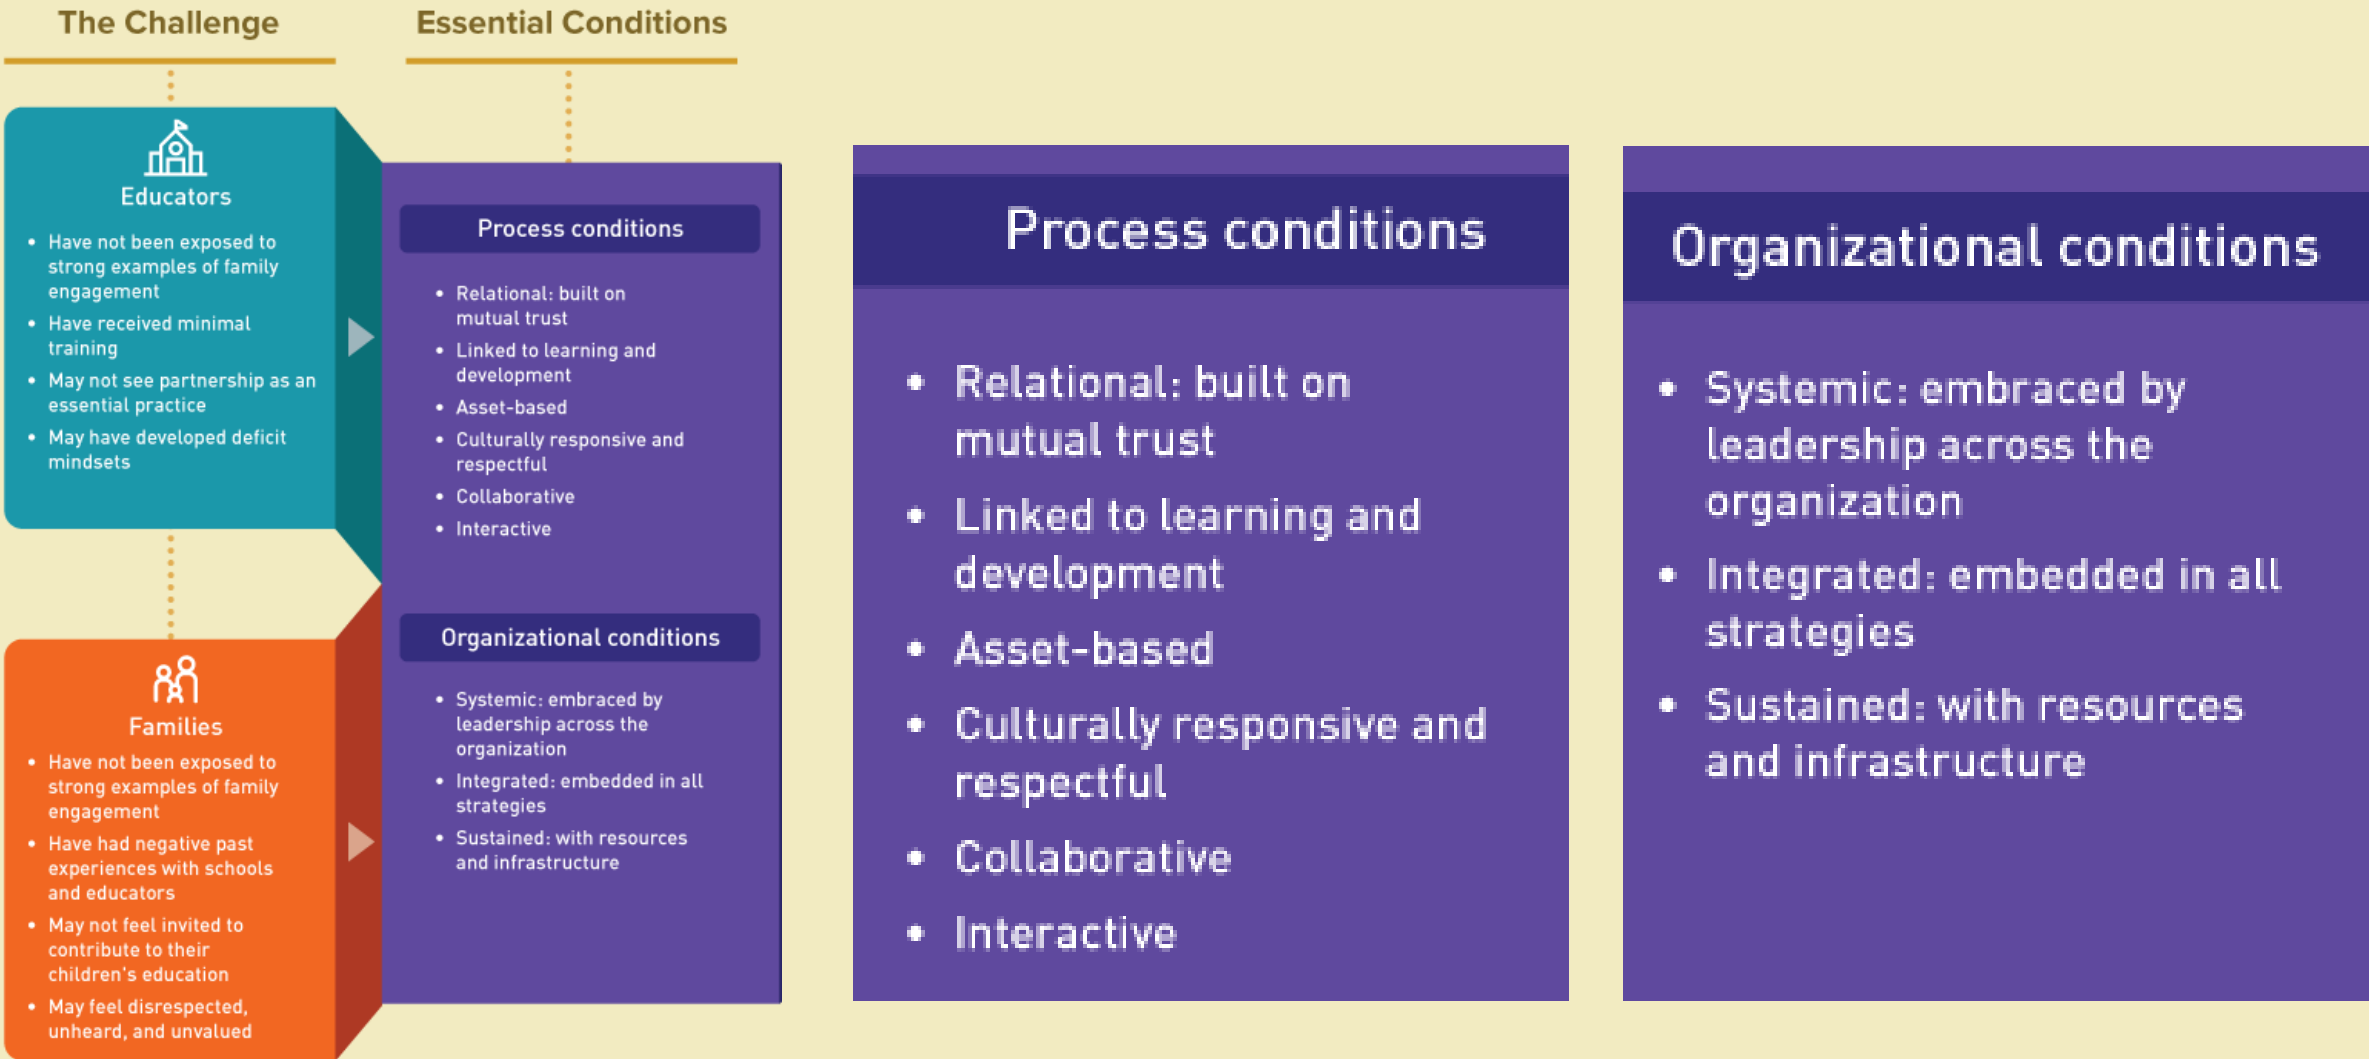 The Challenge
Educators
• Have not been exposed to
strong examples of family
engagement
• Have received minimal
training
• May not see partnership as an
essential practice
• May have developed deficit
mindsets
Families
• Have not been exposed to
strong examples of family
engagement
• Have had negative past
experiences with schools
and educators
• May not feel invited to
contribute to their
children's education
• May feel disrespected,
unheard, and unvalued
Essential Conditions
Process conditions
• Relational: built on
mutual trust
• Linked to learning and
development
• Asset-based
• Culturally responsive and
respectful
• Collaborative
• Interactive
Organizational conditions
• Systemic: embraced by
leadership across the
organization
• Integrated: embedded in all
strategies
• Sustained: with resources
and infrastructure
Process conditions
• Relational: built on
mutual trust
• Linked to learning and
development
• Asset-based
• Culturally responsive and
respectful
• Collaborative
• Interactive
Organizational conditions
• Systemic: embraced by
leadership across the
organization
• Integrated: embedded in all
strategies
• Sustained: with resources
and infrastructure